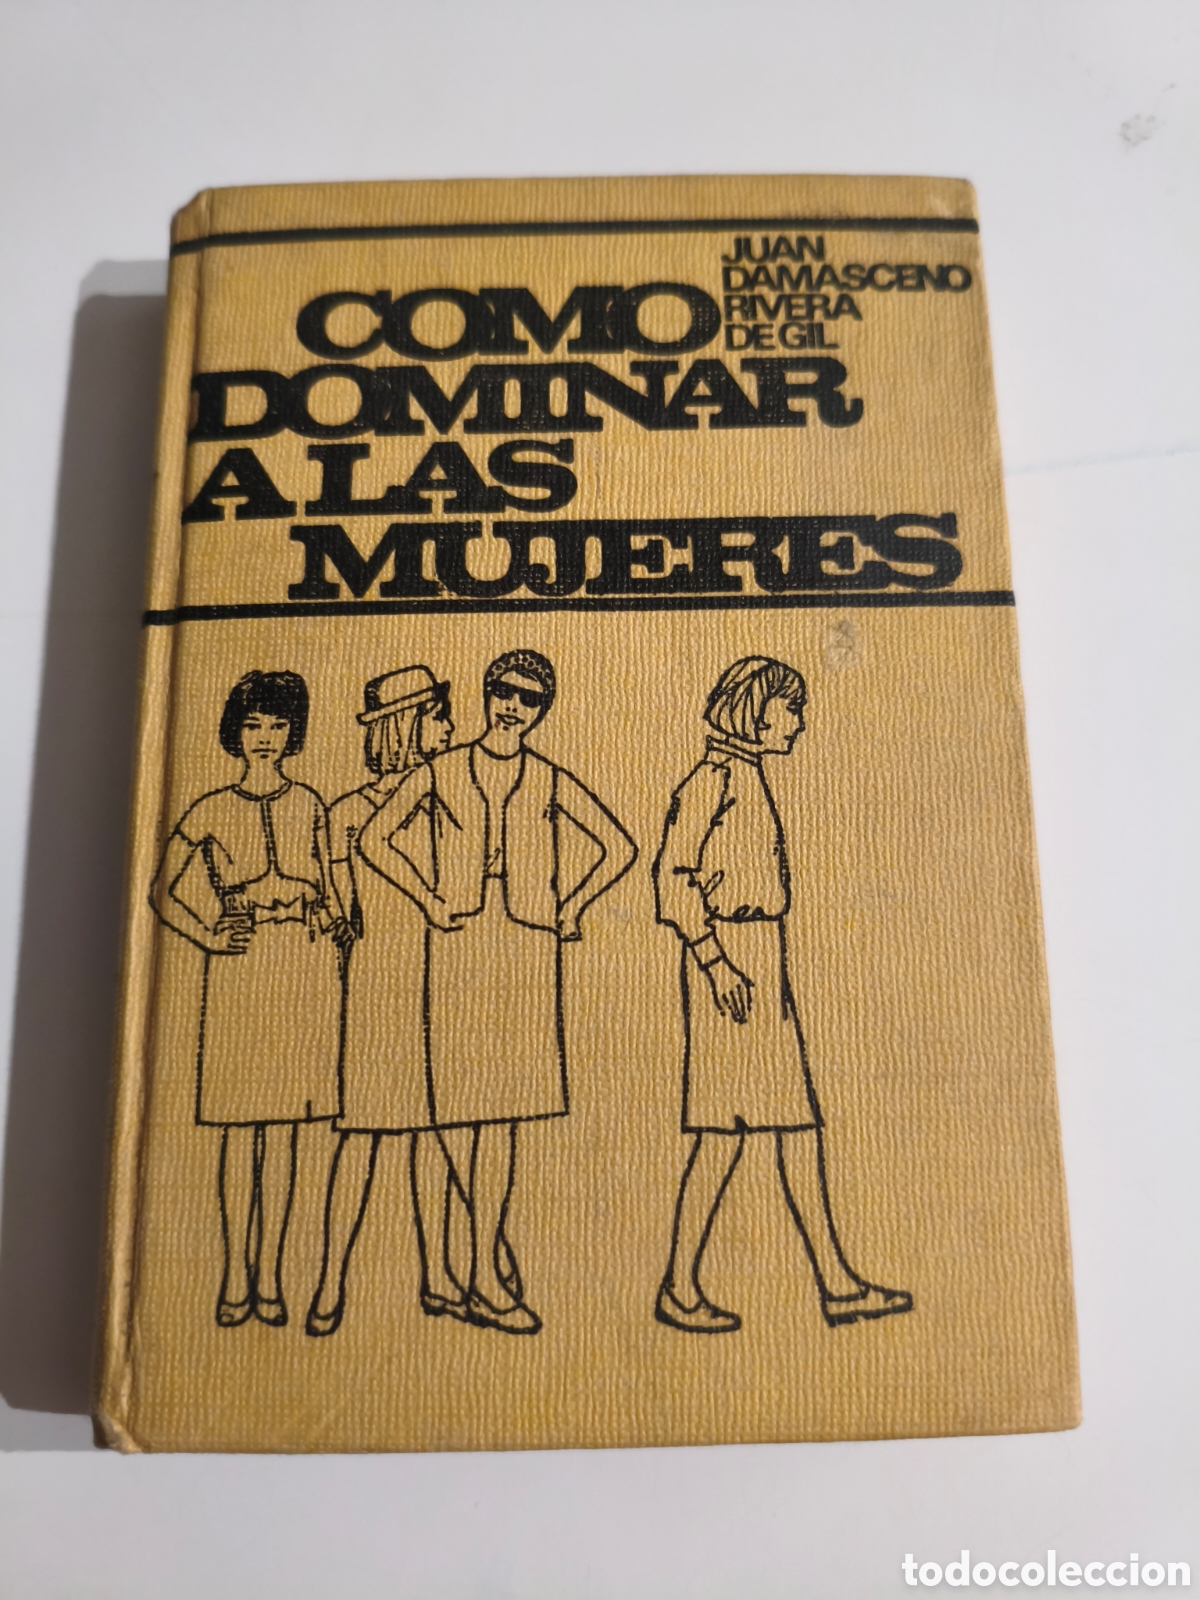 JUAN
DAMASCENO
RIVERA
DE GIL
COMO
DOMINAR
A LAS
MUJERES
todocoleccion